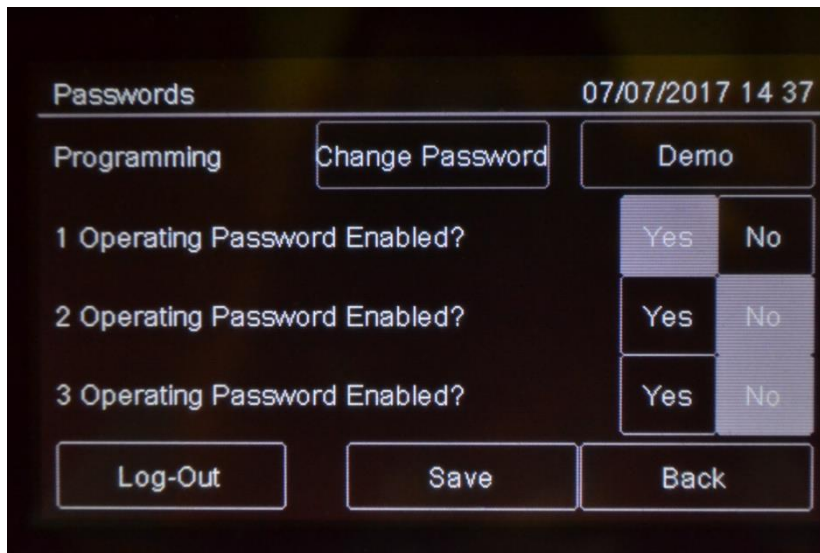 Passwords 07/07/2017 14 37
Programming Change Password Demo
1 Operating Password Enabled? Yes No
2 Operating Password Enabled? Yes No
3 Operating Password Enabled? Yes No
Log-Out Save Back